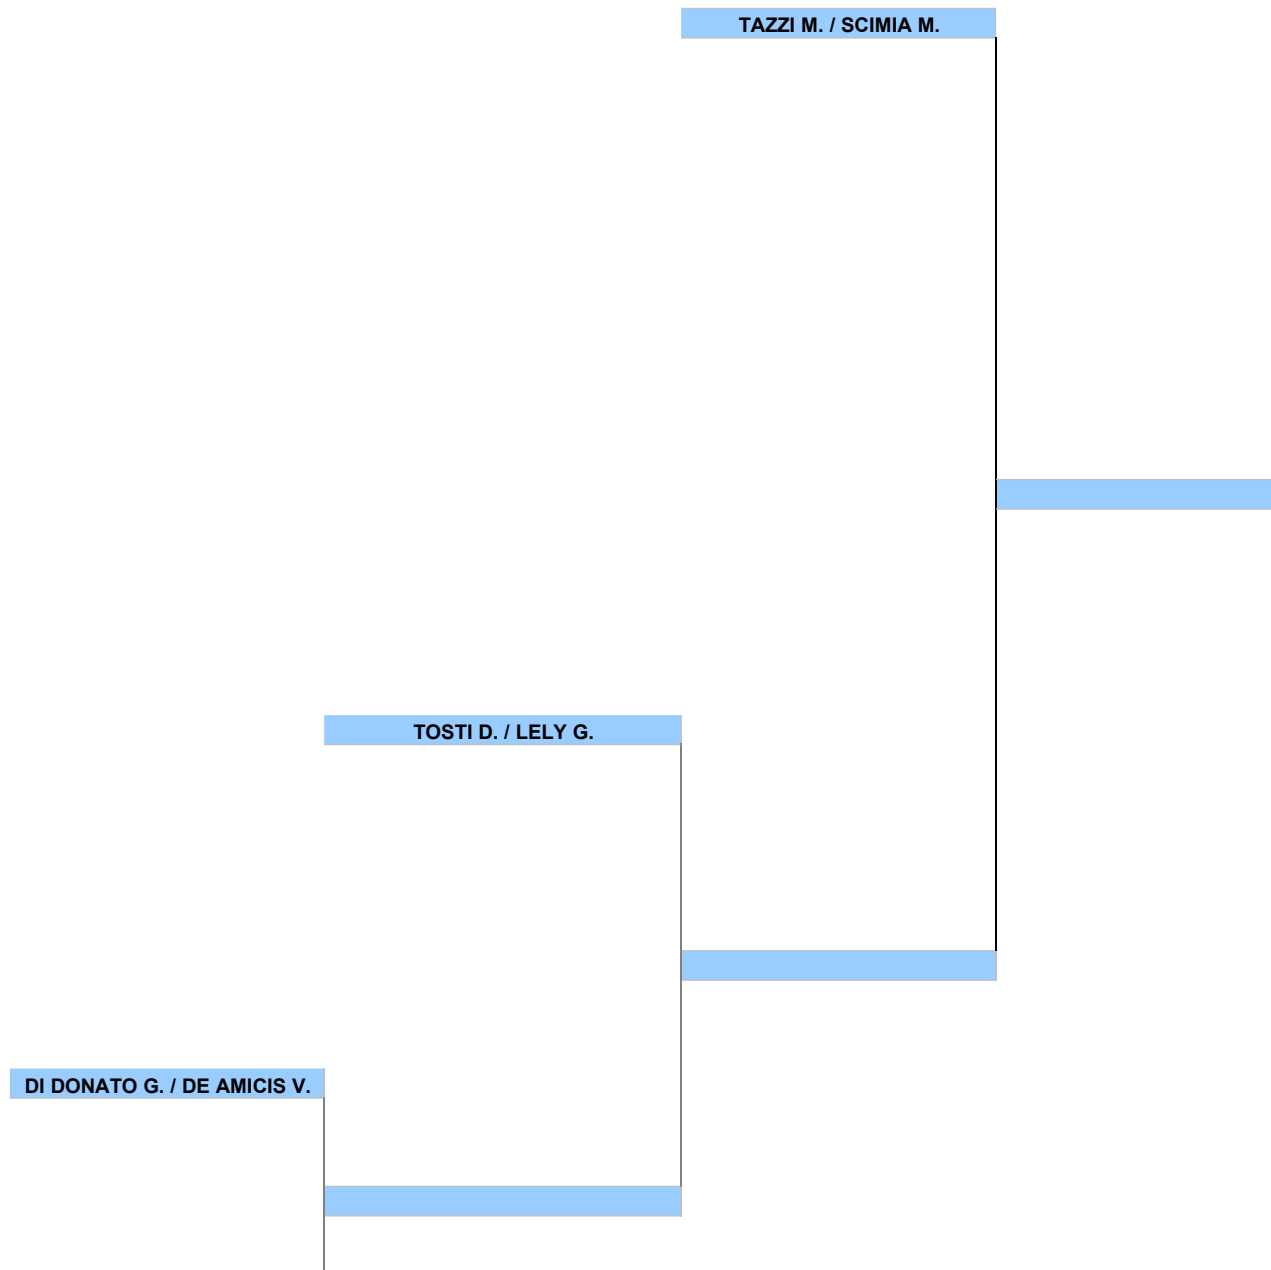 TAZZI M. / SCIMIA M.
TOSTI D. / LELY G.
DI DONATO G. / DE AMICIS V.